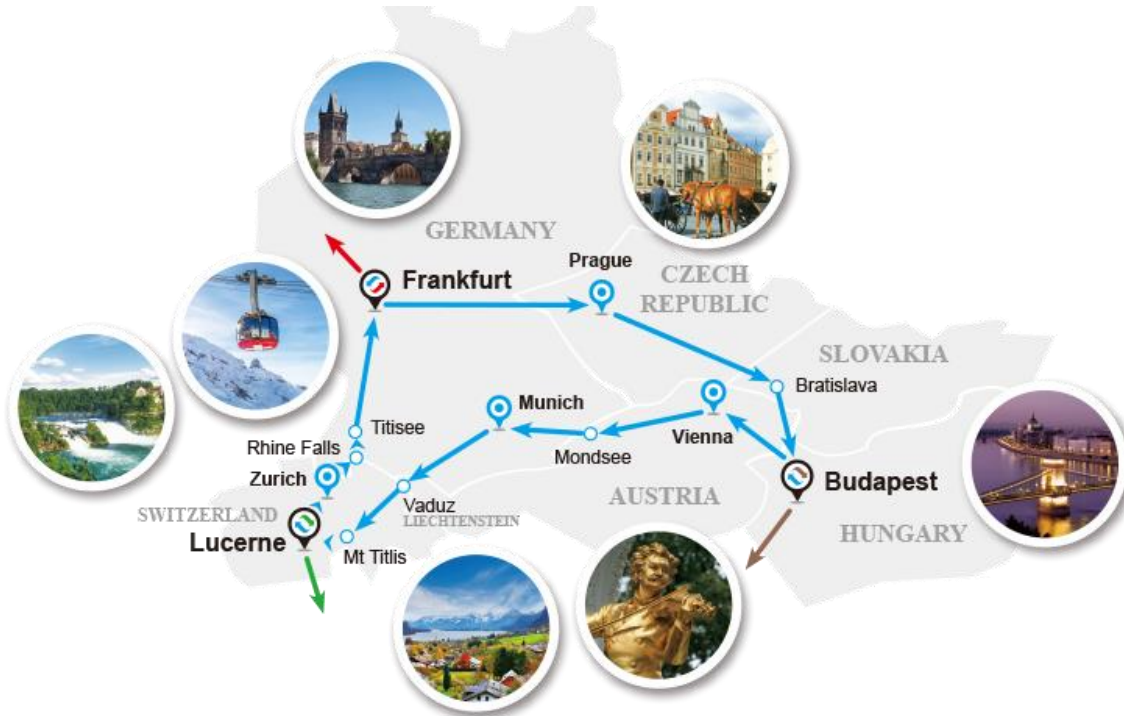 GERMANY
Frankfurt
Prague
CZECH
REPUBLIC
SLOVAKIA
Bratislava
Munich
Vienna
Mondsee
Titisee
Rhine Falls
Zurich
Vaduz
LIECHTENSTEIN
SWITZERLAND
Lucerne
Mt Titlis
AUSTRIA
Budapest
HUNGARY